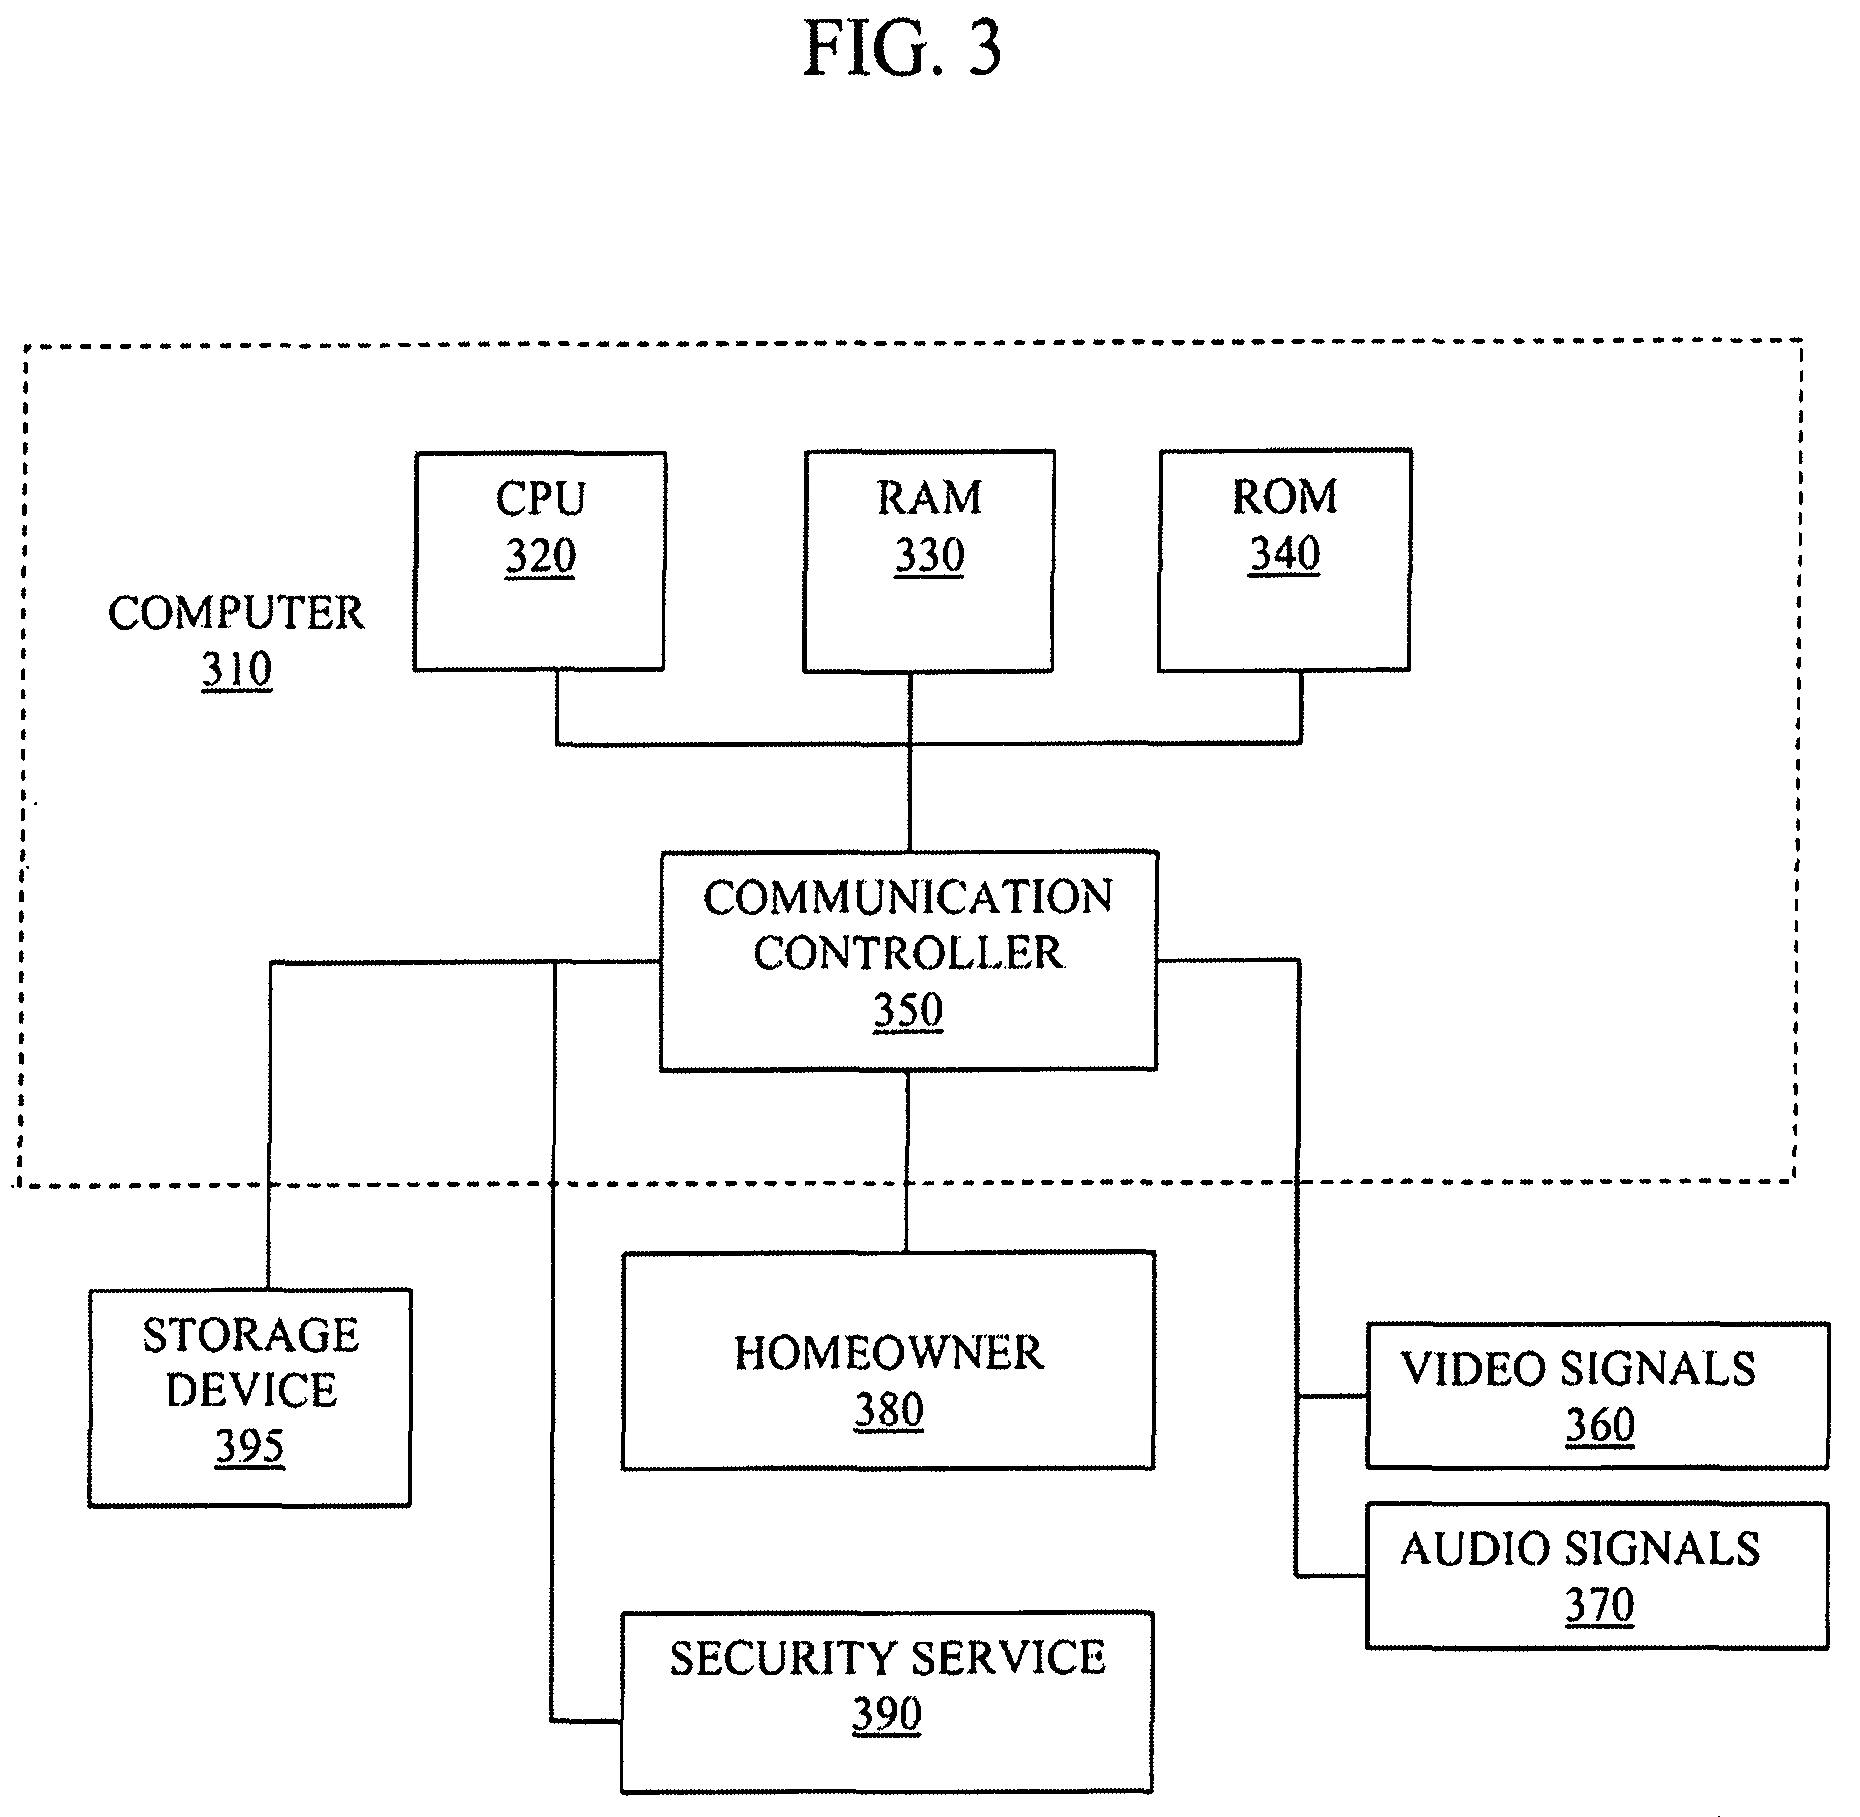 FIG. 3
CPU
320
RAM
330
ROM
340
COMPUTER
310
COMMUNICATION
CONTROLLER
350
STORAGE
DEVICE
395
HOMEOWNER
380
VIDEO SIGNALS
360
AUDIO SIGNALS
370
SECURITY SERVICE
390